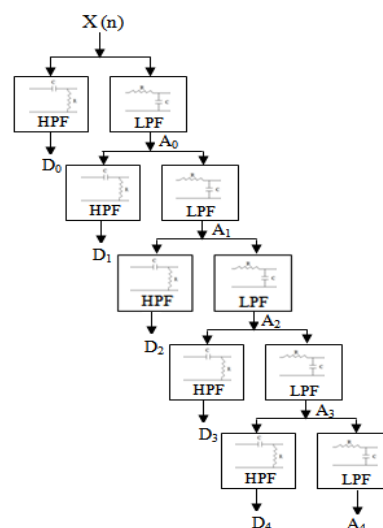 X (n)
C
R
HPF
R
C
LPF
D₀
A₀
C
R
HPF
R
C
LPF
D₁
A₁
C
R
HPF
R
C
LPF
D₂
A₂
C
R
HPF
R
C
LPF
D₃
A₃
C
R
HPF
R
C
LPF
D₄
A₄